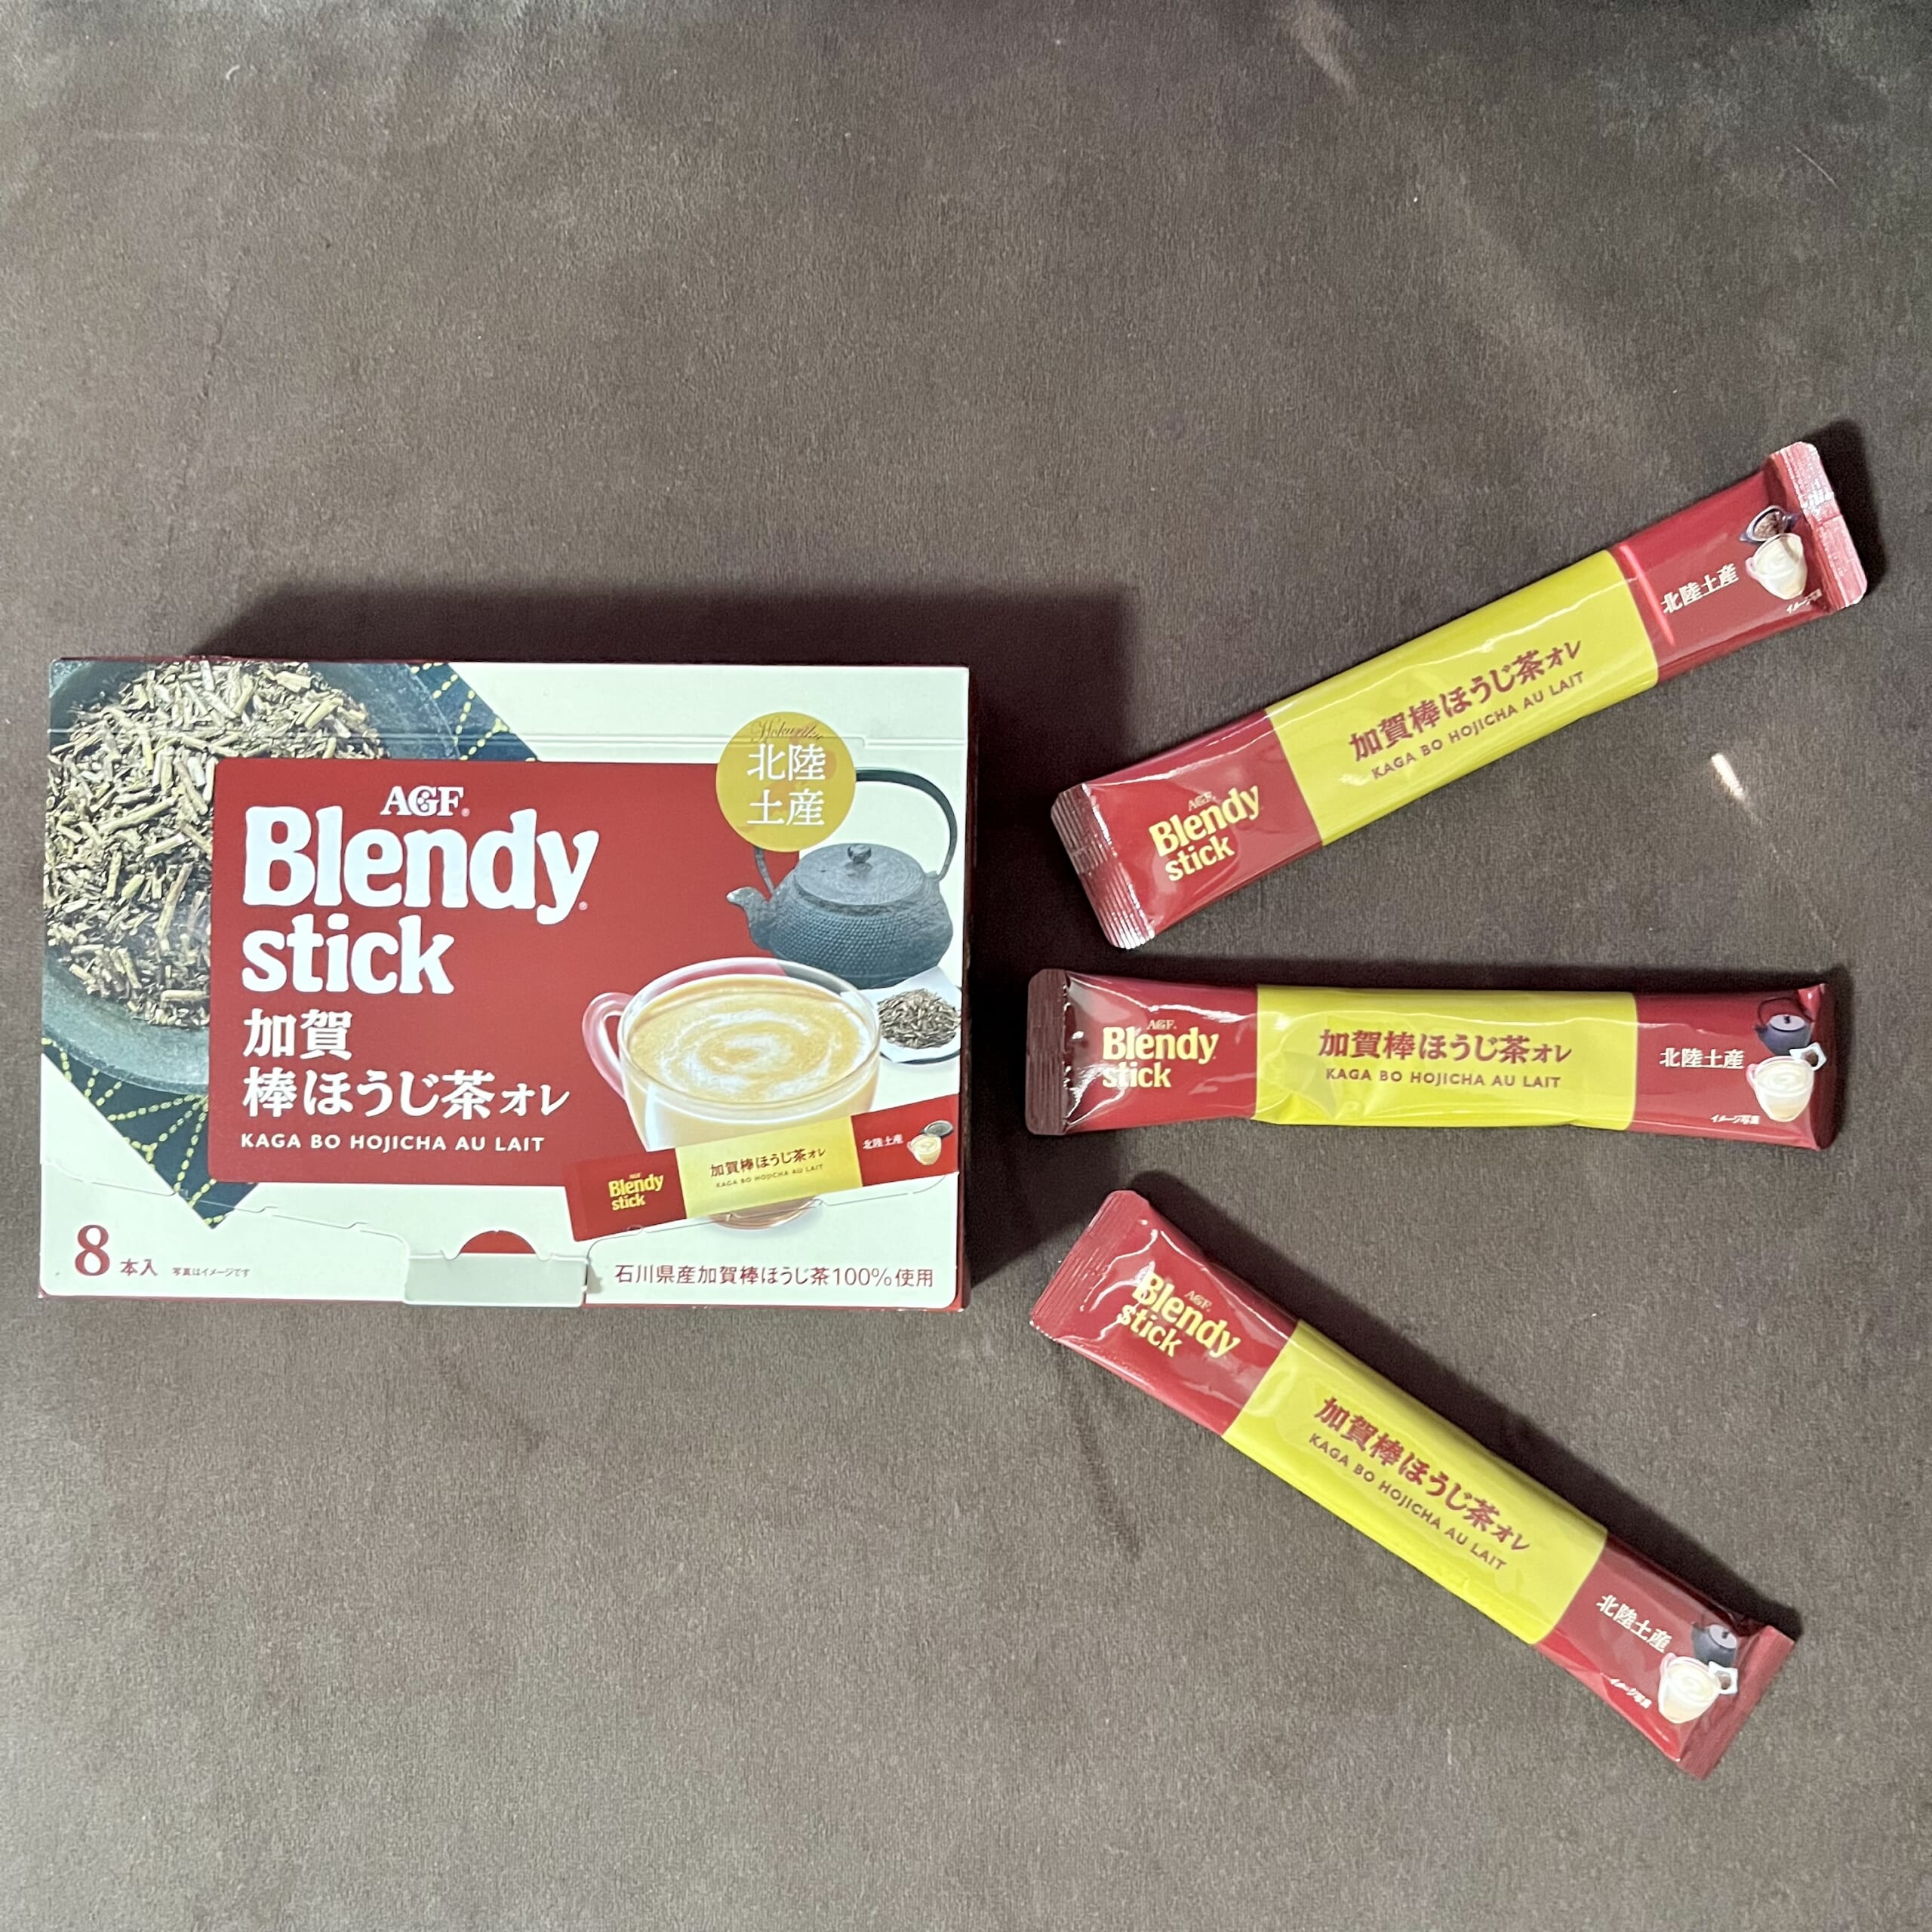 Hokuriku
北陸
土産
AGF®
Blendy®
stick
加賀
棒ほうじ茶オレ
KAGA BO HOJICHA AU LAIT
AGF
Blendy
stick
加賀棒ほうじ茶オレ
KAGA BO HOJICHA AU LAIT
北陸土産
8本入 写真はイメージです
石川県産加賀棒ほうじ茶100%使用
AGF®
Blendy®
stick
加賀棒ほうじ茶オレ
KAGA BO HOJICHA AU LAIT
北陸土産
イメージ写真
AGF®
Blendy®
stick
加賀棒ほうじ茶オレ
KAGA BO HOJICHA AU LAIT
北陸土産
イメージ写真
AGF®
Blendy
stick
加賀棒ほうじ茶オレ
KAGA BO HOJICHA AU LAIT
北陸土産
イメージ写真